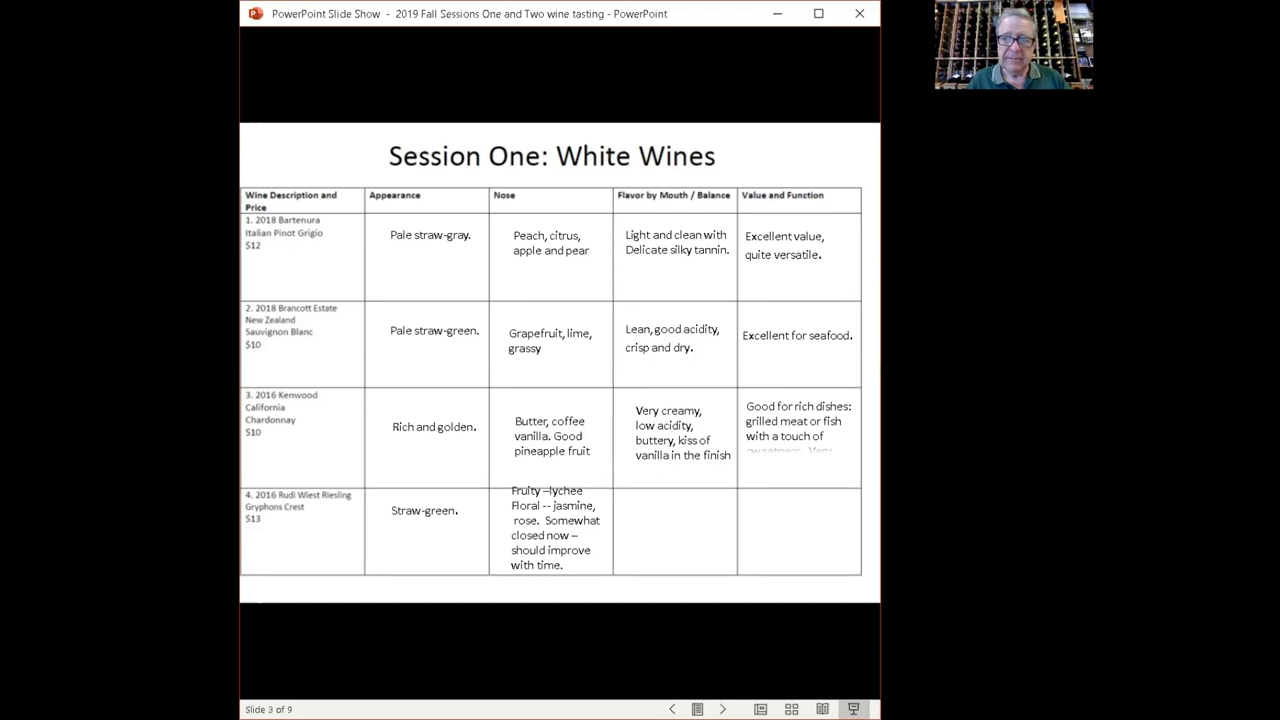 PowerPoint Slide Show - 2019 Fall Sessions One and Two wine tasting - PowerPoint
Session One: White Wines
Wine Description and
Price
Appearance
Nose
Flavor by Mouth / Balance
Value and Function
1. 2018 Bartenura
Italian Pinot Grigio
$12
Pale straw-gray.
Peach, citrus,
apple and pear
Light and clean with
Delicate silky tannin.
Excellent value,
quite versatile.
2. 2018 Brancott Estate
New Zealand
Sauvignon Blanc
$10
Pale straw-green.
Grapefruit, lime,
grassy
Lean, good acidity,
crisp and dry.
Excellent for seafood.
3. 2016 Kenwood
California
Chardonnay
$10
Rich and golden.
Butter, coffee
vanilla. Good
pineapple fruit
Very creamy,
low acidity,
buttery, kiss of
vanilla in the finish
Good for rich dishes:
grilled meat or fish
with a touch of
sweetness. Very
4. 2016 Rudi Wiest Riesling
Gryphons Crest
$13
Straw-green.
Fruity –lychee
Floral -- jasmine,
rose. Somewhat
closed now –
should improve
with time.
Slide 3 of 9